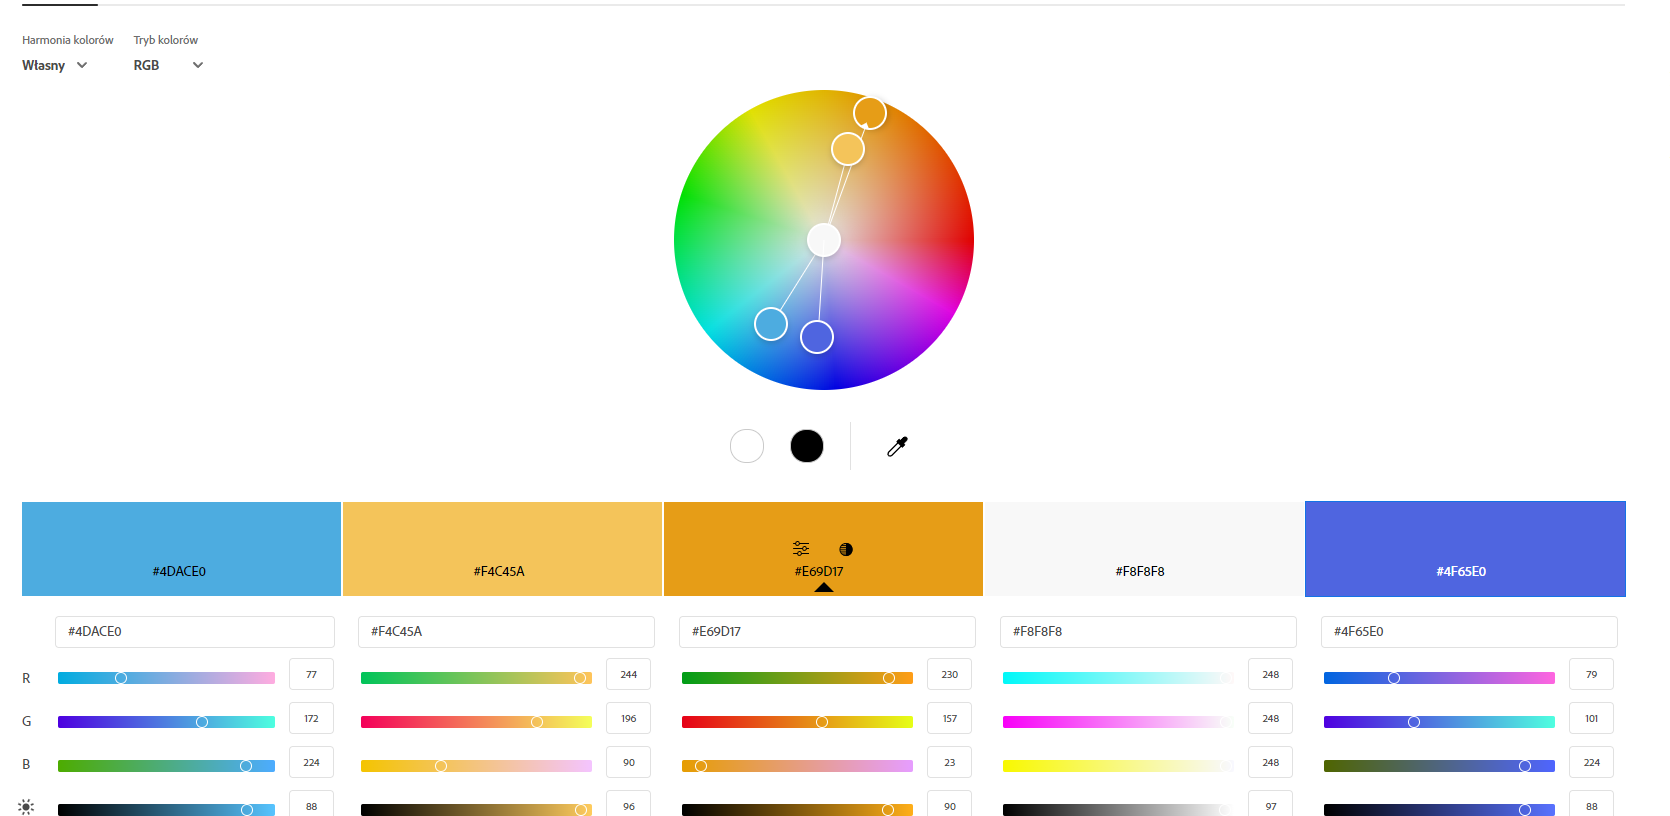 Harmonia kolorów Tryb kolorów
Własny RGB
#4DACE0 #F4C45A #E69D17 #F8F8F8 #4F65E0
#4DACE0 #F4C45A #E69D17 #F8F8F8 #4F65E0
R 77 244 230 248 79
G 172 196 157 248 101
B 224 90 23 248 224
88 96 90 97 88